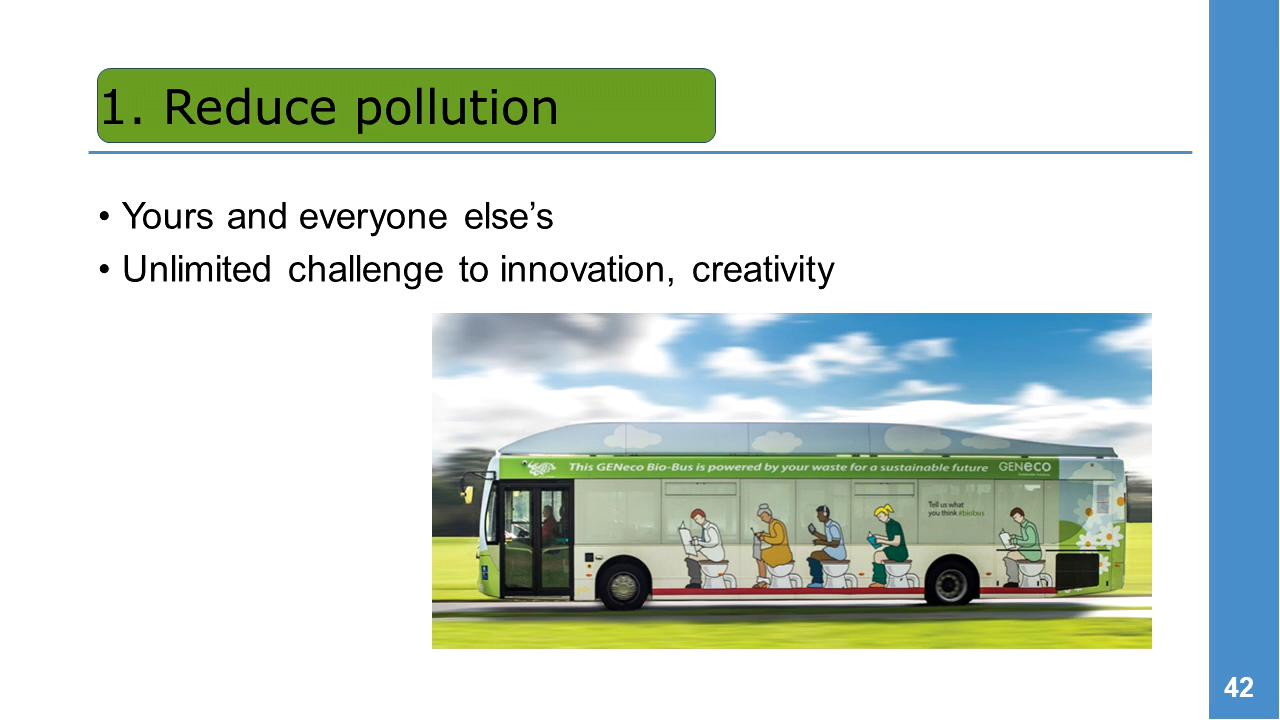 1. Reduce pollution
• Yours and everyone else’s
• Unlimited challenge to innovation, creativity
This GENeco Bio-Bus is powered by your waste for a sustainable future
GENeco
Tell us what
you think #biobus
42